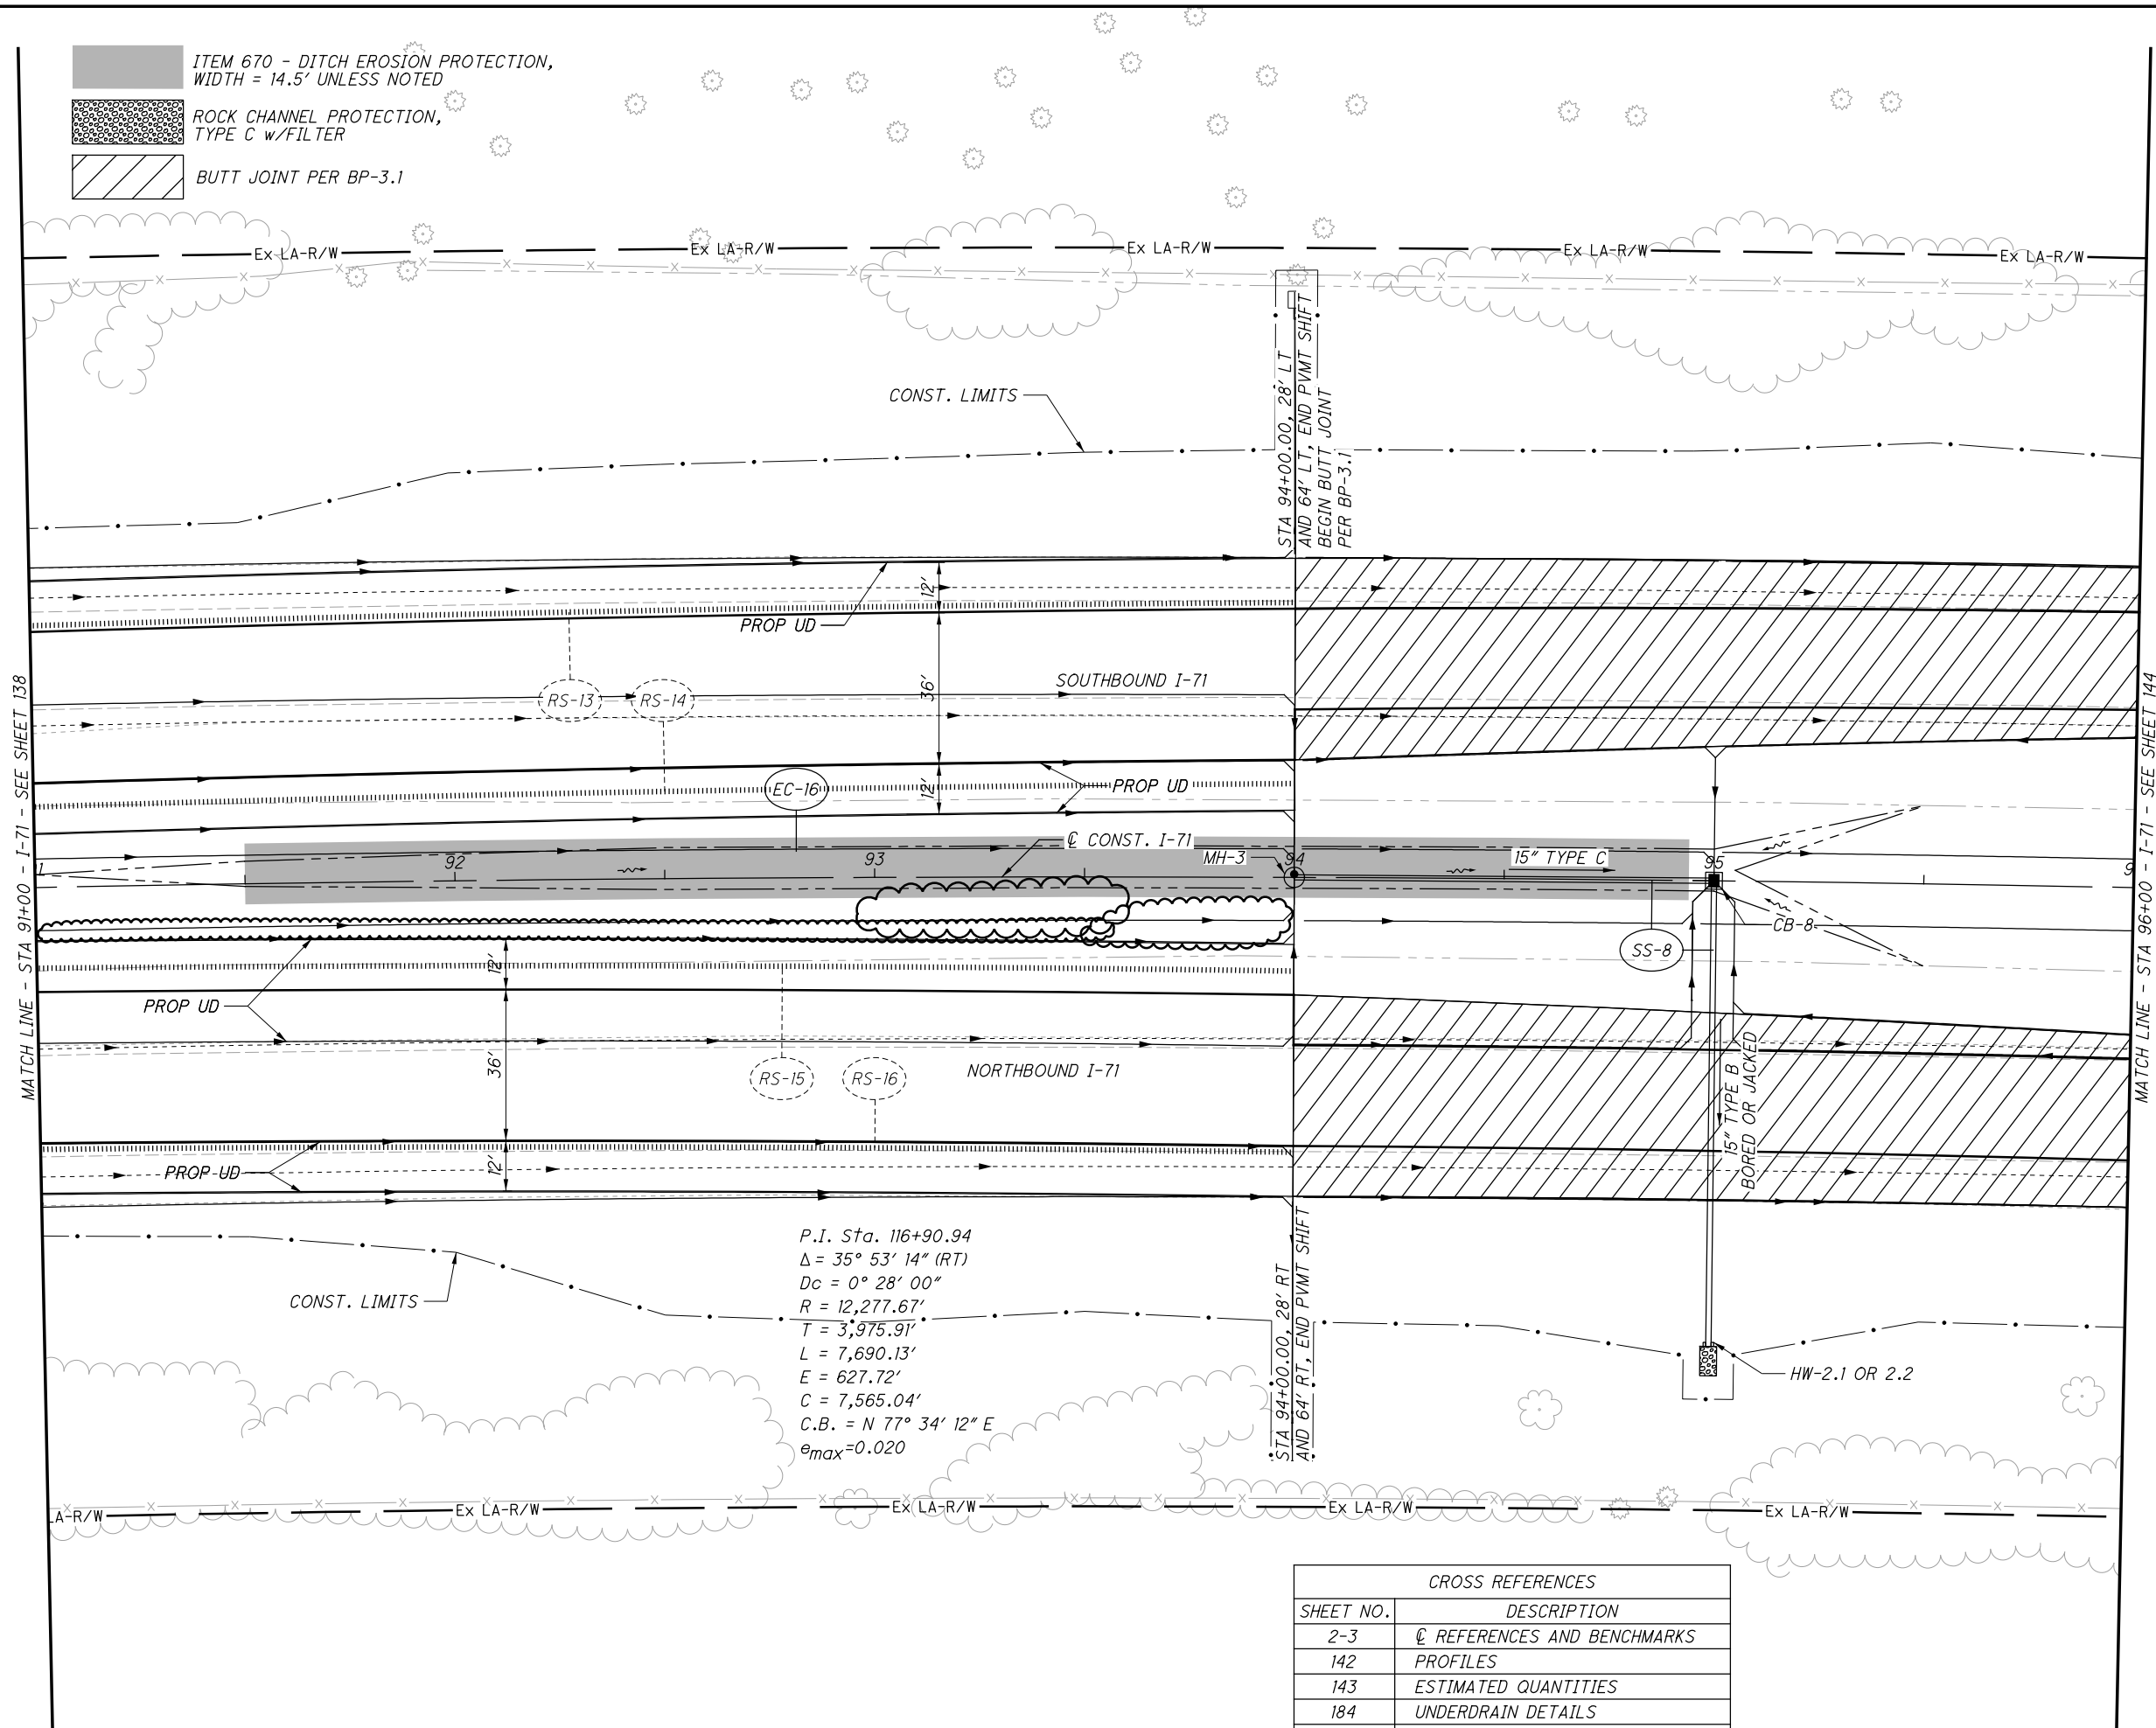 ITEM 670 - DITCH EROSION PROTECTION,
WIDTH = 14.5' UNLESS NOTED
ROCK CHANNEL PROTECTION,
TYPE C w/FILTER
BUTT JOINT PER BP-3.1
Ex LA-R/W
Ex LA-R/W
Ex LA-R/W
Ex LA-R/W
Ex LA-R/W
CONST. LIMITS
STA 94+00.00, 28' LT
AND 64' LT, END PVMT SHIFT
BEGIN BUTT JOINT
PER BP-3.1
12'
PROP UD
36'
SOUTHBOUND I-71
RS-13
RS-14
MATCH LINE - STA 91+00 - I-71 - SEE SHEET 138
MATCH LINE - STA 96+00 - I-71 - SEE SHEET 144
EC-16
12'
PROP UD
℄ CONST. I-71
MH-3
92
93
94
15" TYPE C
95
CB-8
SS-8
12'
PROP UD
36'
RS-15
RS-16
NORTHBOUND I-71
15" TYPE B
BORED OR JACKED
PROP UD
12'
P.I. Sta. 116+90.94
Δ = 35° 53' 14" (RT)
Dc = 0° 28' 00"
R = 12,277.67'
T = 3,975.91'
L = 7,690.13'
E = 627.72'
C = 7,565.04'
C.B. = N 77° 34' 12" E
emax=0.020
CONST. LIMITS
STA 94+00.00, 28' RT
AND 64' RT, END PVMT SHIFT
HW-2.1 OR 2.2
A-R/W
Ex LA-R/W
Ex LA-R/W
Ex LA-R/W
Ex LA-R/W
CROSS REFERENCES
SHEET NO. DESCRIPTION
2-3 ℄ REFERENCES AND BENCHMARKS
142 PROFILES
143 ESTIMATED QUANTITIES
184 UNDERDRAIN DETAILS